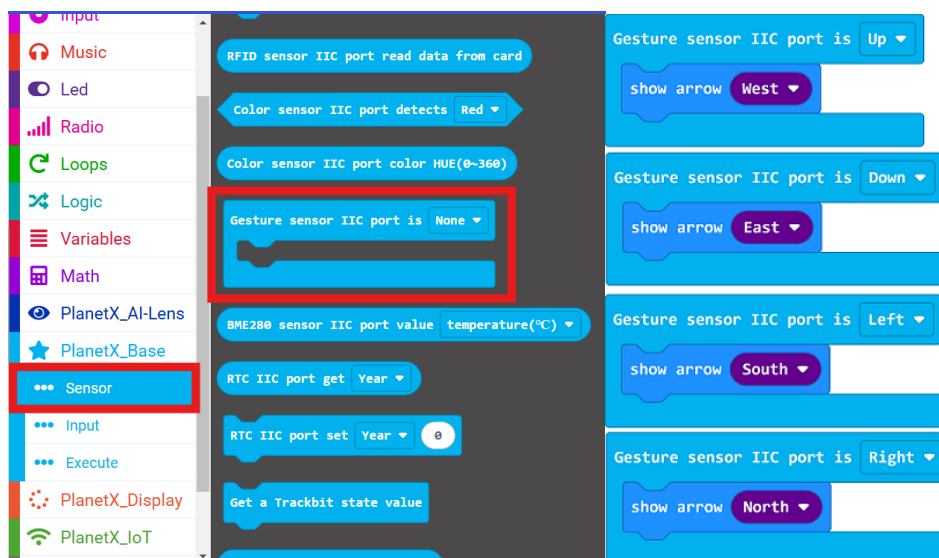 Input
Music
Led
Radio
Loops
Logic
Variables
Math
PlanetX_AI-Lens
PlanetX_Base
Sensor
Input
Execute
PlanetX_Display
PlanetX_IoT
RFID sensor IIC port read data from card
Color sensor IIC port detects Red
Color sensor IIC port color HUE(0~360)
Gesture sensor IIC port is None
BME280 sensor IIC port value temperature(℃)
RTC IIC port get Year
RTC IIC port set Year 0
Get a Trackbit state value
Gesture sensor IIC port is Up
show arrow West
Gesture sensor IIC port is Down
show arrow East
Gesture sensor IIC port is Left
show arrow South
Gesture sensor IIC port is Right
show arrow North